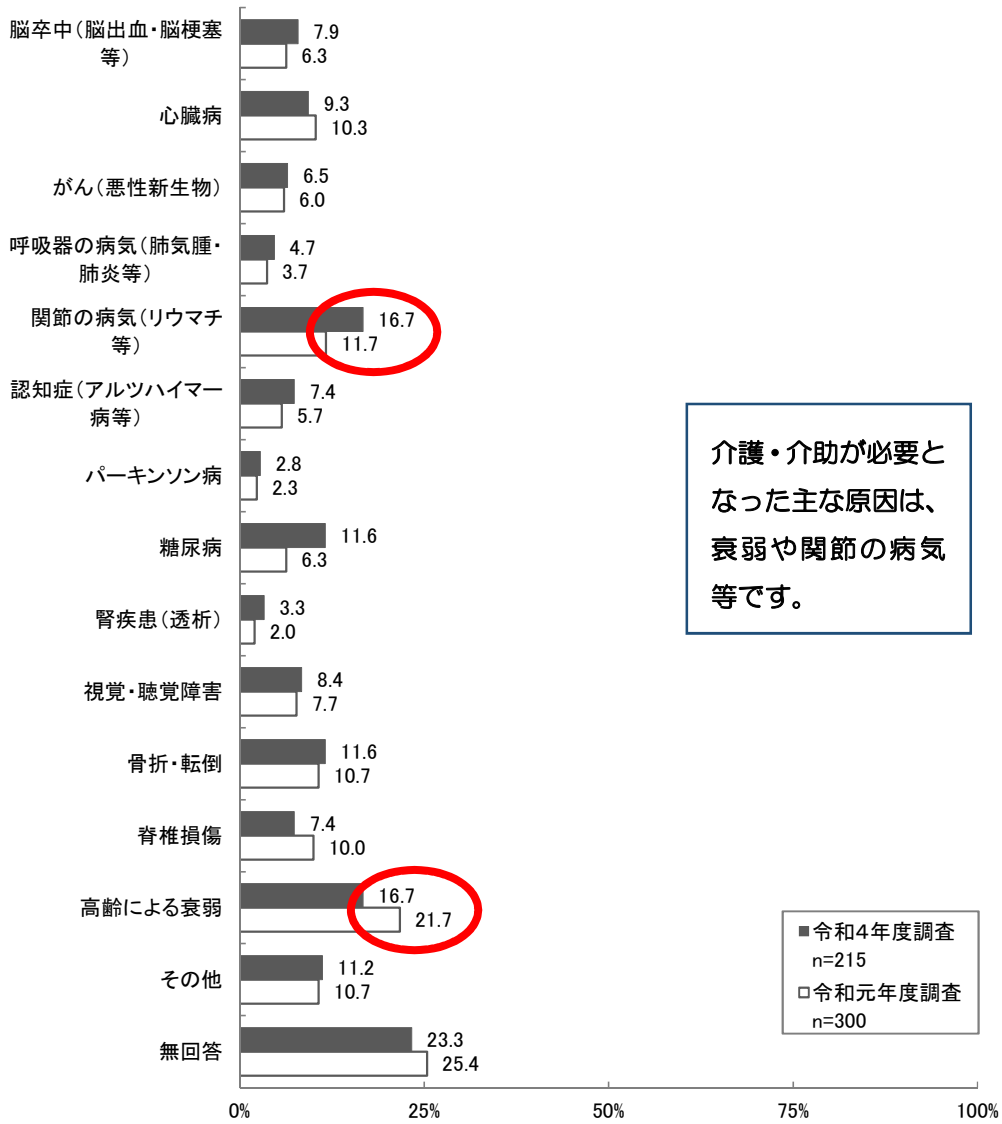 脳卒中(脳出血・脳梗塞
等)
7.9
6.3
心臓病
9.3
10.3
がん(悪性新生物)
6.5
6.0
呼吸器の病気(肺気腫・
肺炎等)
4.7
3.7
関節の病気(リウマチ
等)
16.7
11.7
認知症(アルツハイマー
病等)
7.4
5.7
パーキンソン病
2.8
2.3
糖尿病
11.6
6.3
腎疾患(透析)
3.3
2.0
視覚・聴覚障害
8.4
7.7
骨折・転倒
11.6
10.7
脊椎損傷
7.4
10.0
高齢による衰弱
16.7
21.7
その他
11.2
10.7
無回答
23.3
25.4
0%
25%
50%
75%
100%
介護・介助が必要と
なった主な原因は、
衰弱や関節の病気
等です。
■令和4年度調査
n=215
□令和元年度調査
n=300